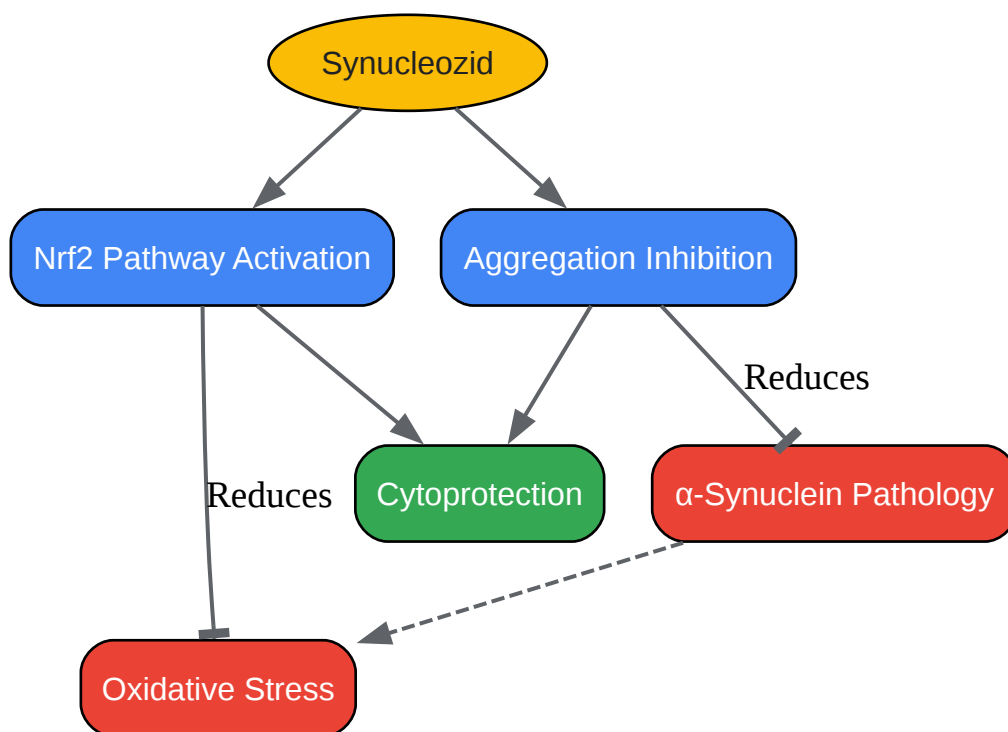 Synucleozid
Nrf2 Pathway Activation
Aggregation Inhibition
Reduces
Reduces
Cytoprotection
α-Synuclein Pathology
Oxidative Stress